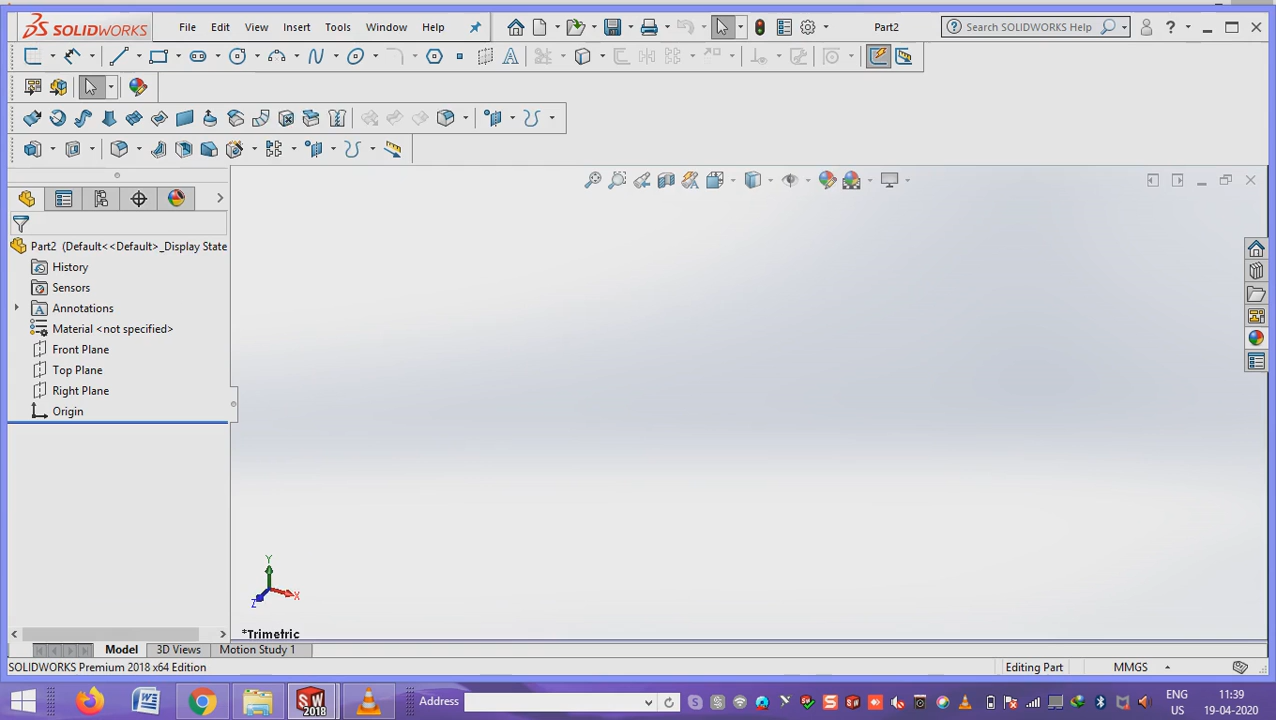 SOLIDWORKS File Edit View Insert Tools Window Help Part2 Search SOLIDWORKS Help ?
Part2 (Default<<Default>_Display State
History
Sensors
Annotations
Material <not specified>
Front Plane
Top Plane
Right Plane
Origin
Y
X
Z
*Trimetric
Model 3D Views Motion Study 1
SOLIDWORKS Premium 2018 x64 Edition Editing Part MMGS
SW 2018 Address ENG 11:39
US 19-04-2020